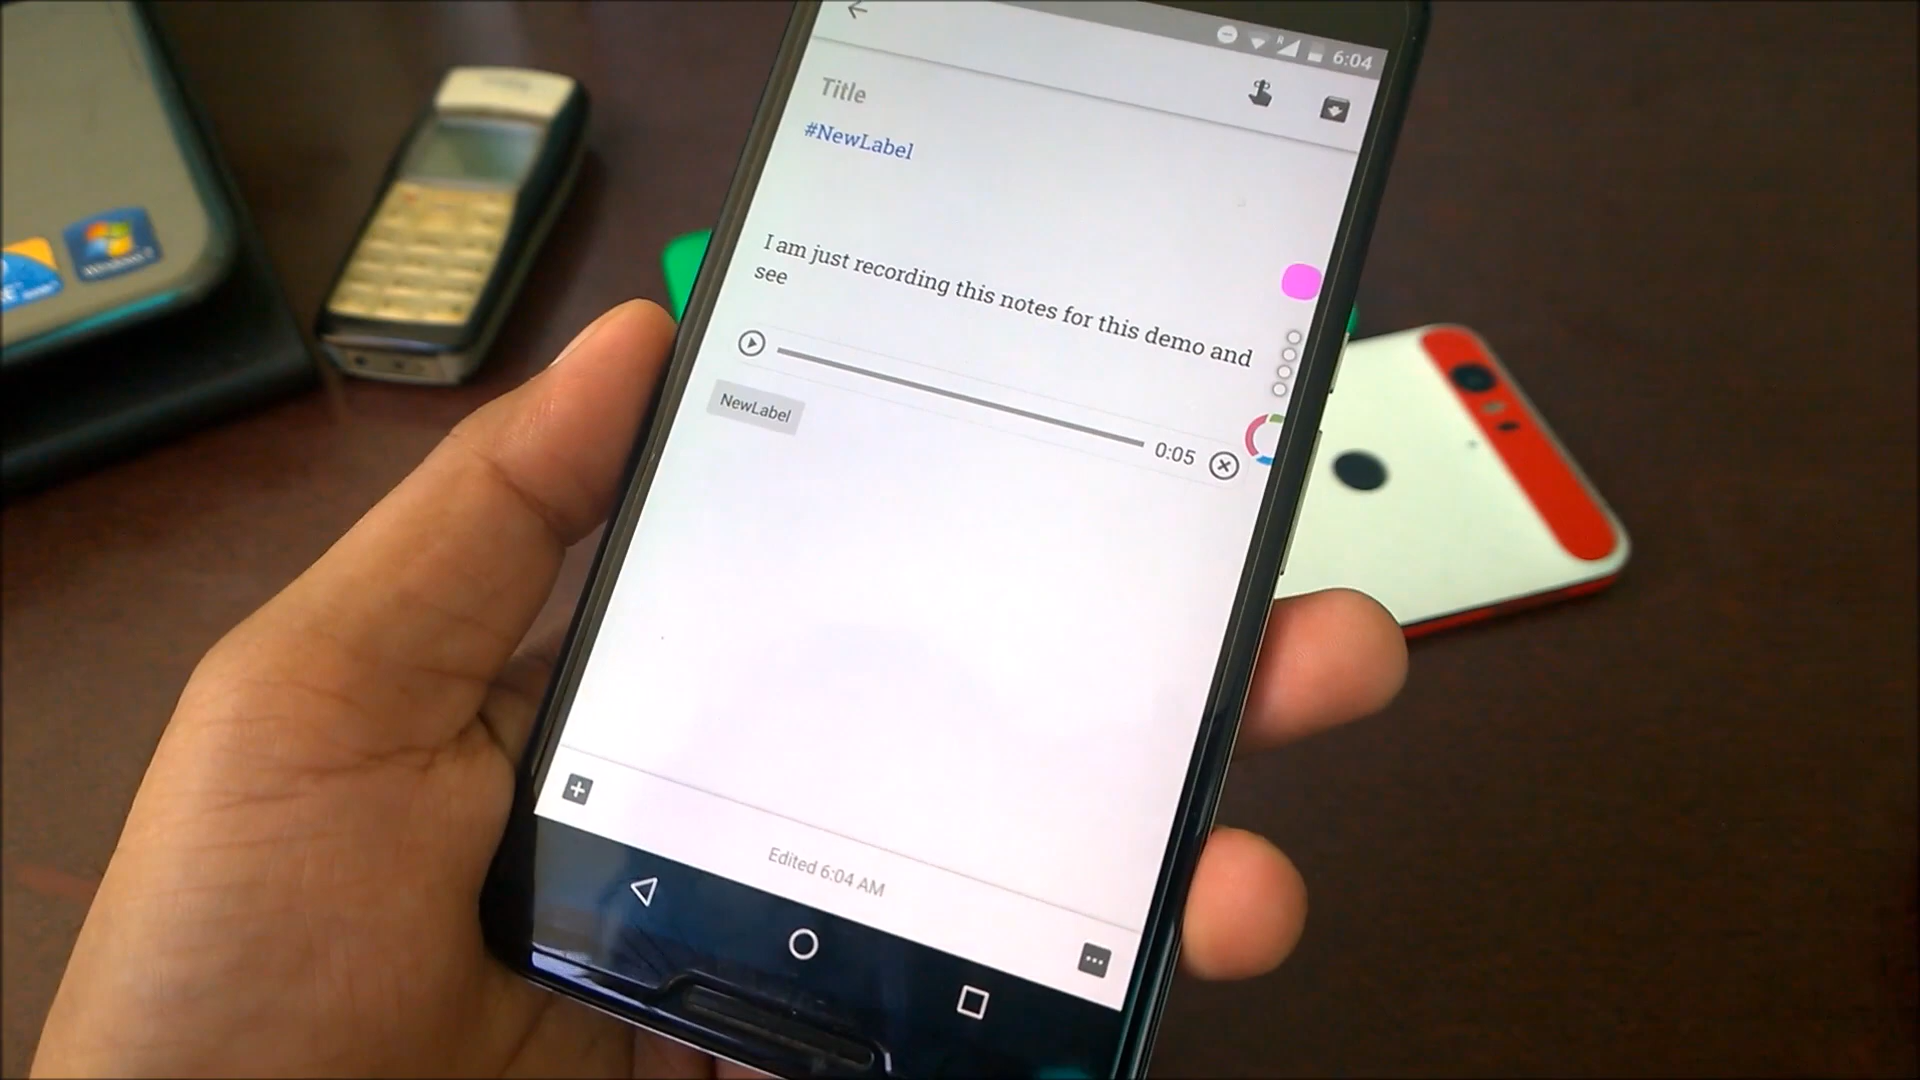 6:04
Title
#NewLabel
I am just recording this notes for this demo and
see
0:05
NewLabel
Edited 6:04 AM